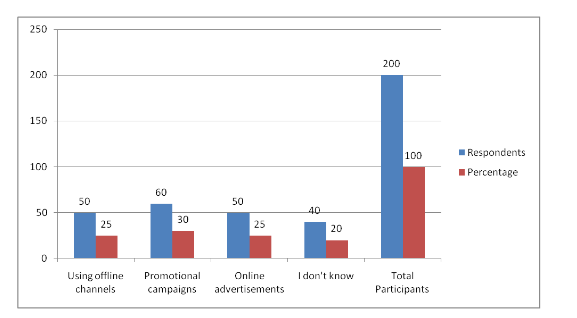 250
200
150
100
50
0
50
25
60
30
50
25
40
20
200
100
Using offline
channels
Promotional
campaigns
Online
advertisements
I don't know
Total
Participants
Respondents
Percentage